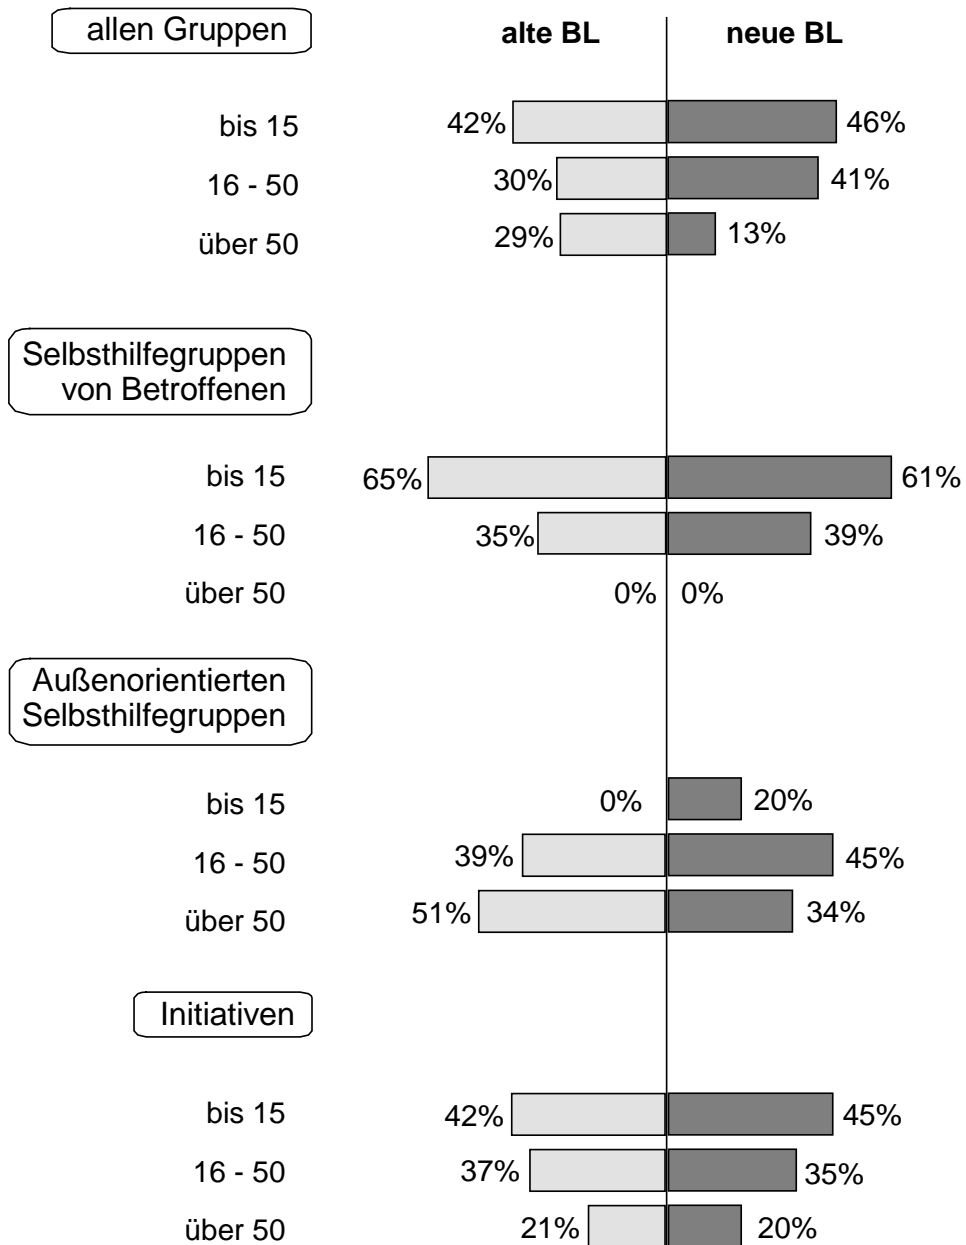 allen Gruppen alte BL neue BL
bis 15 42% 46%
16 - 50 30% 41%
über 50 29% 13%
Selbsthilfegruppen
von Betroffenen
bis 15 65% 61%
16 - 50 35% 39%
über 50 0% 0%
Außenorientierten
Selbsthilfegruppen
bis 15 0% 20%
16 - 50 39% 45%
über 50 51% 34%
Initiativen
bis 15 42% 45%
16 - 50 37% 35%
über 50 21% 20%